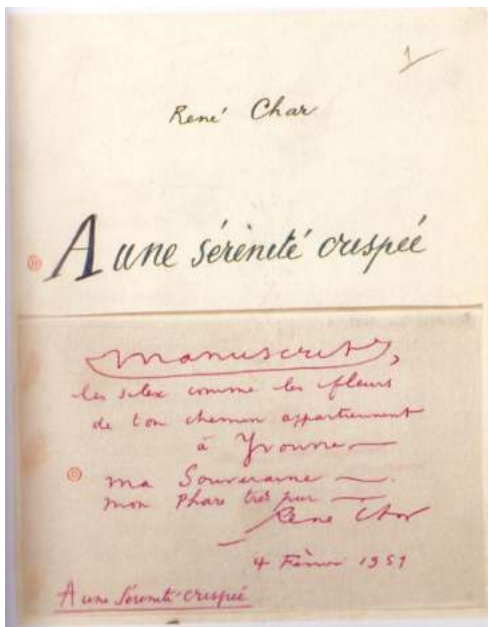 1
René Char
A une sérénité crispée
manuscrit,
les silex comme les fleurs
de ton chemin appartiennent
à Yvonne
ma Souveraine
mon Phare très pur
René Char
4 Février 1951
A une Sérénité crispée